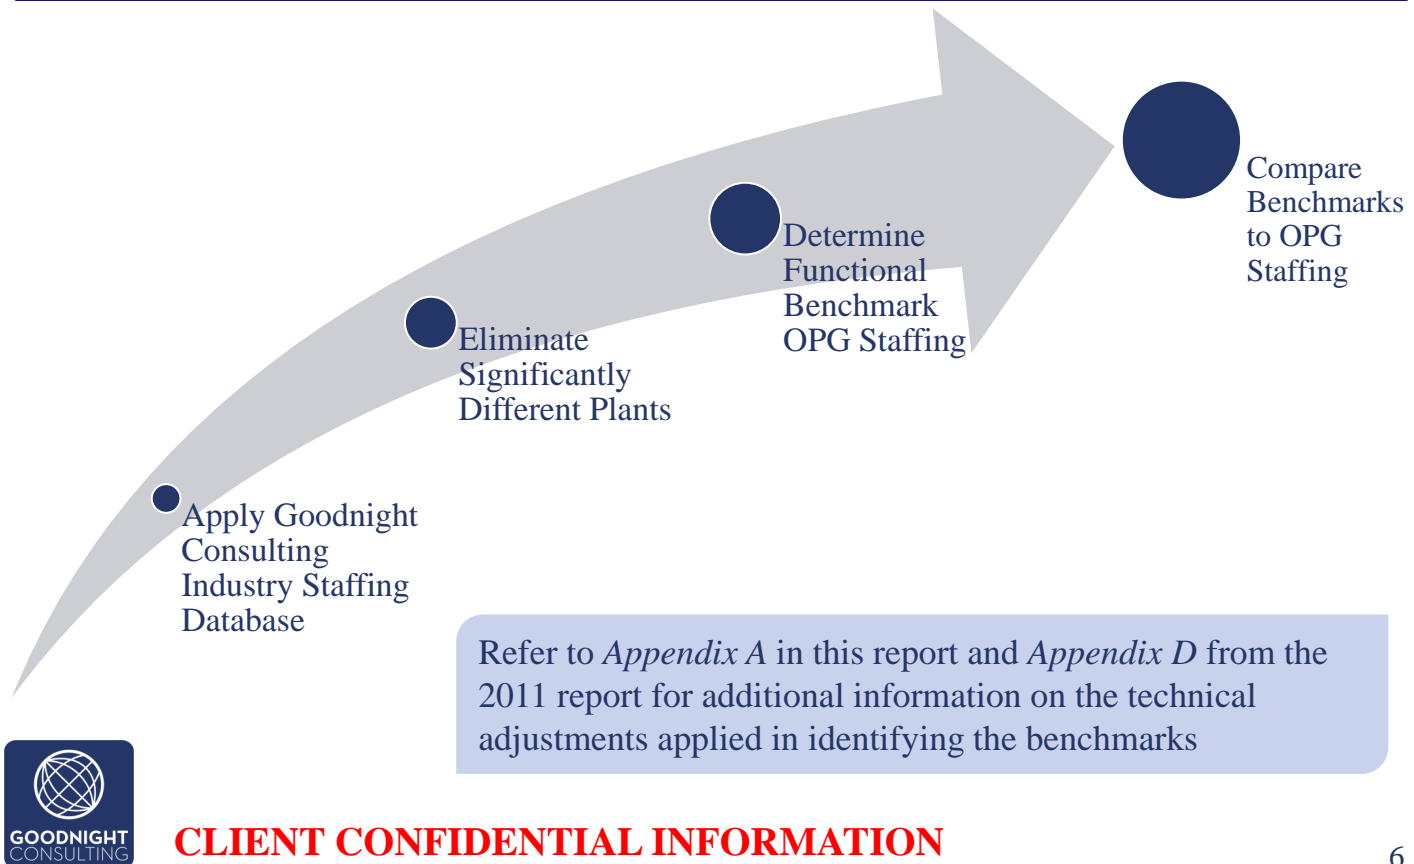 Compare
Benchmarks
to OPG
Staffing
Determine
Functional
Benchmark
OPG Staffing
Eliminate
Significantly
Different Plants
Apply Goodnight
Consulting
Industry Staffing
Database
Refer to Appendix A in this report and Appendix D from the
2011 report for additional information on the technical
adjustments applied in identifying the benchmarks
GOODNIGHT
CONSULTING
CLIENT CONFIDENTIAL INFORMATION
6